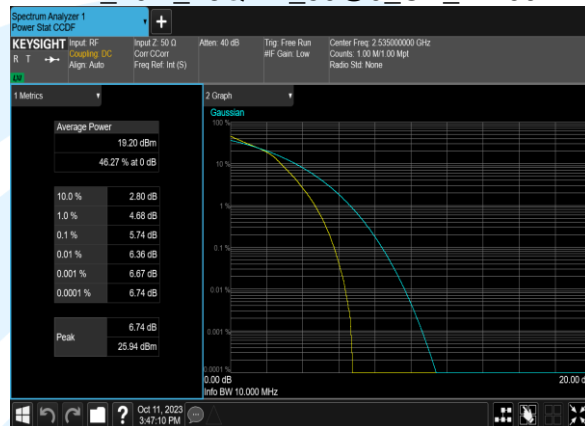 Spectrum Analyzer 1
Power Stat CCDF
KEYSIGHT
R T
LXI
Input: RF
Coupling: DC
Align: Auto
Input Z: 50 Ω
Corr CCorr
Freq Ref: Int (S)
Atten: 40 dB
Trig: Free Run
#IF Gain: Low
Center Freq: 2.535000000 GHz
Counts: 1.00 M/1.00 Mpt
Radio Std: None
1 Metrics
Average Power
19.20 dBm
46.27 % at 0 dB
10.0 % 2.80 dB
1.0 % 4.68 dB
0.1 % 5.74 dB
0.01 % 6.36 dB
0.001 % 6.67 dB
0.0001 % 6.74 dB
Peak
6.74 dB
25.94 dBm
2 Graph
Gaussian
100 %
10 %
1 %
0.1 %
0.01 %
0.001 %
0.0001 %
0.00 dB
20.00 d
Info BW 10.000 MHz
?
Oct 11, 2023
3:47:10 PM